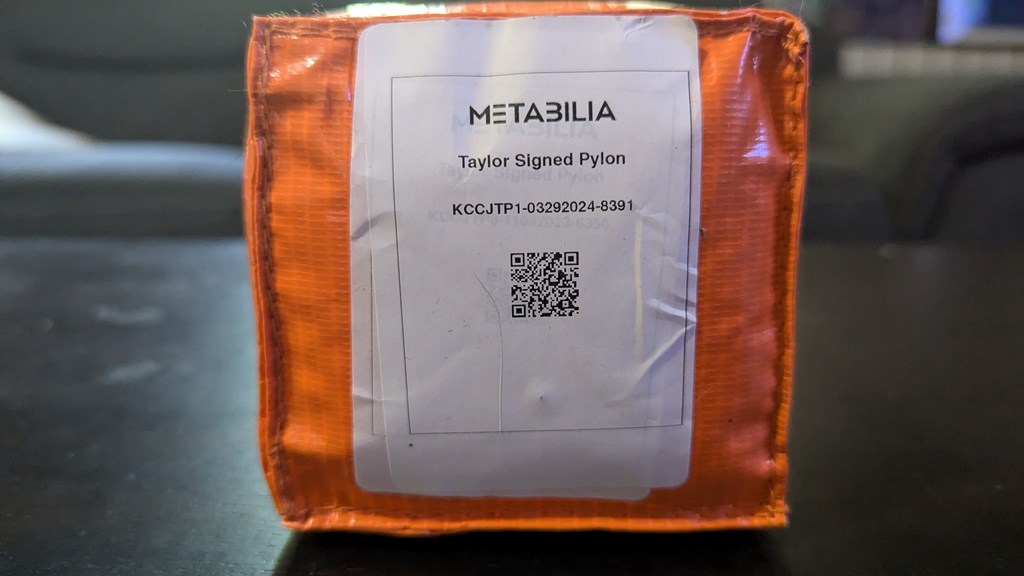 METABILIA
Taylor Signed Pylon
KCCJTP1-03292024-8391